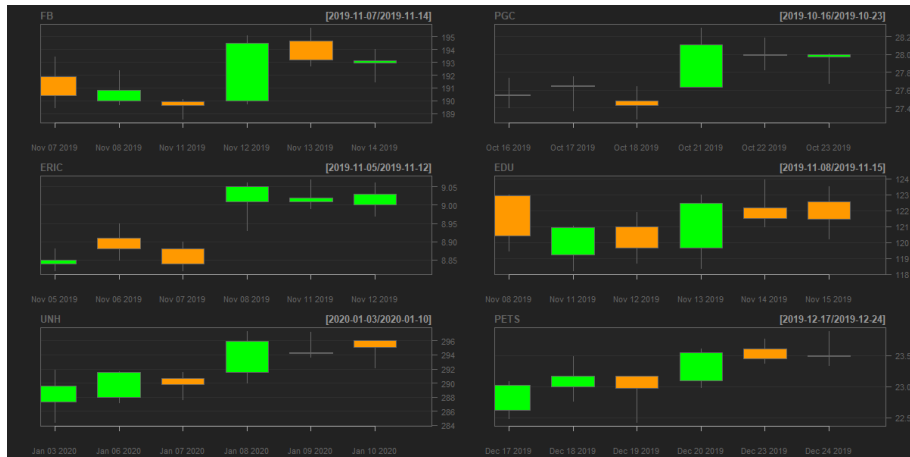 FB [2019-11-07/2019-11-14]
195
194
193
192
191
190
189
Nov 07 2019 Nov 08 2019 Nov 11 2019 Nov 12 2019 Nov 13 2019 Nov 14 2019
PGC [2019-10-16/2019-10-23]
28.2
28.0
27.8
27.6
27.4
Oct 16 2019 Oct 17 2019 Oct 18 2019 Oct 21 2019 Oct 22 2019 Oct 23 2019
ERIC [2019-11-05/2019-11-12]
9.05
9.00
8.95
8.90
8.85
Nov 05 2019 Nov 06 2019 Nov 07 2019 Nov 08 2019 Nov 11 2019 Nov 12 2019
EDU [2019-11-08/2019-11-15]
124
123
122
121
120
118
Nov 08 2019 Nov 11 2019 Nov 12 2019 Nov 13 2019 Nov 14 2019 Nov 15 2019
UNH [2020-01-03/2020-01-10]
296
294
292
290
288
286
284
Jan 03 2020 Jan 06 2020 Jan 07 2020 Jan 08 2020 Jan 09 2020 Jan 10 2020
PETS [2019-12-17/2019-12-24]
23.5
23.0
22.5
Dec 17 2019 Dec 18 2019 Dec 19 2019 Dec 20 2019 Dec 23 2019 Dec 24 2019